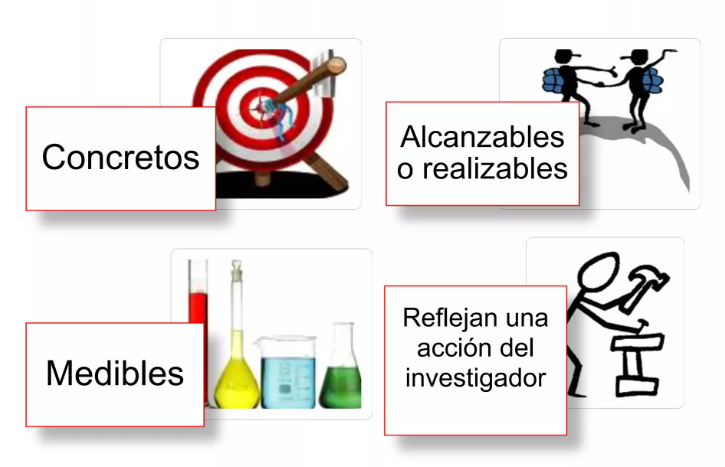 Concretos
Alcanzables
o realizables
Medibles
Reflejan una
acción del
investigador